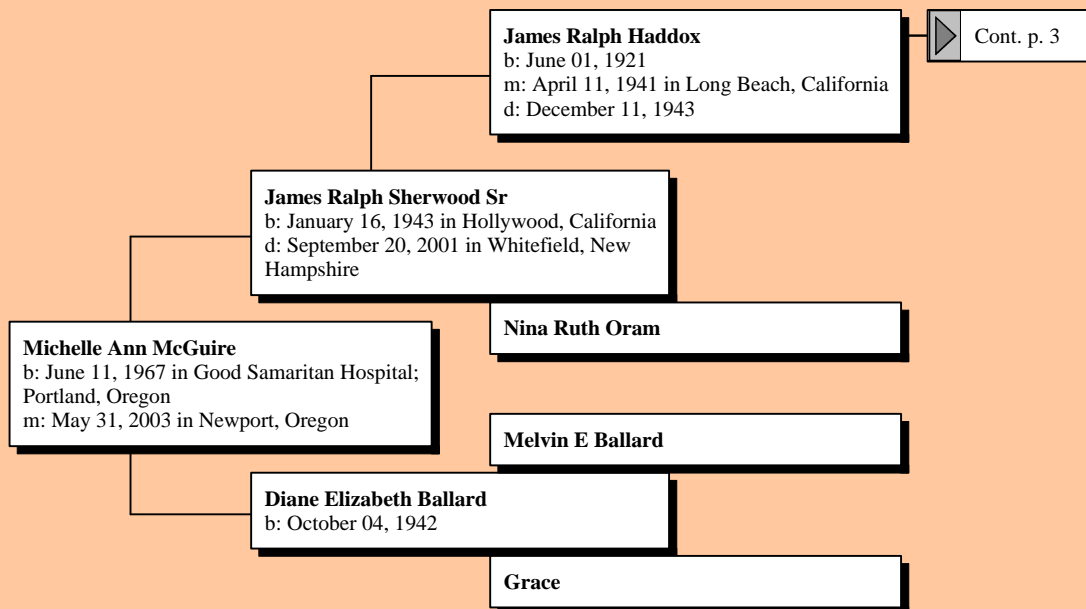 James Ralph Haddox
b: June 01, 1921
m: April 11, 1941 in Long Beach, California
d: December 11, 1943
Cont. p. 3
James Ralph Sherwood Sr
b: January 16, 1943 in Hollywood, California
d: September 20, 2001 in Whitefield, New
Hampshire
Nina Ruth Oram
Michelle Ann McGuire
b: June 11, 1967 in Good Samaritan Hospital;
Portland, Oregon
m: May 31, 2003 in Newport, Oregon
Melvin E Ballard
Diane Elizabeth Ballard
b: October 04, 1942
Grace